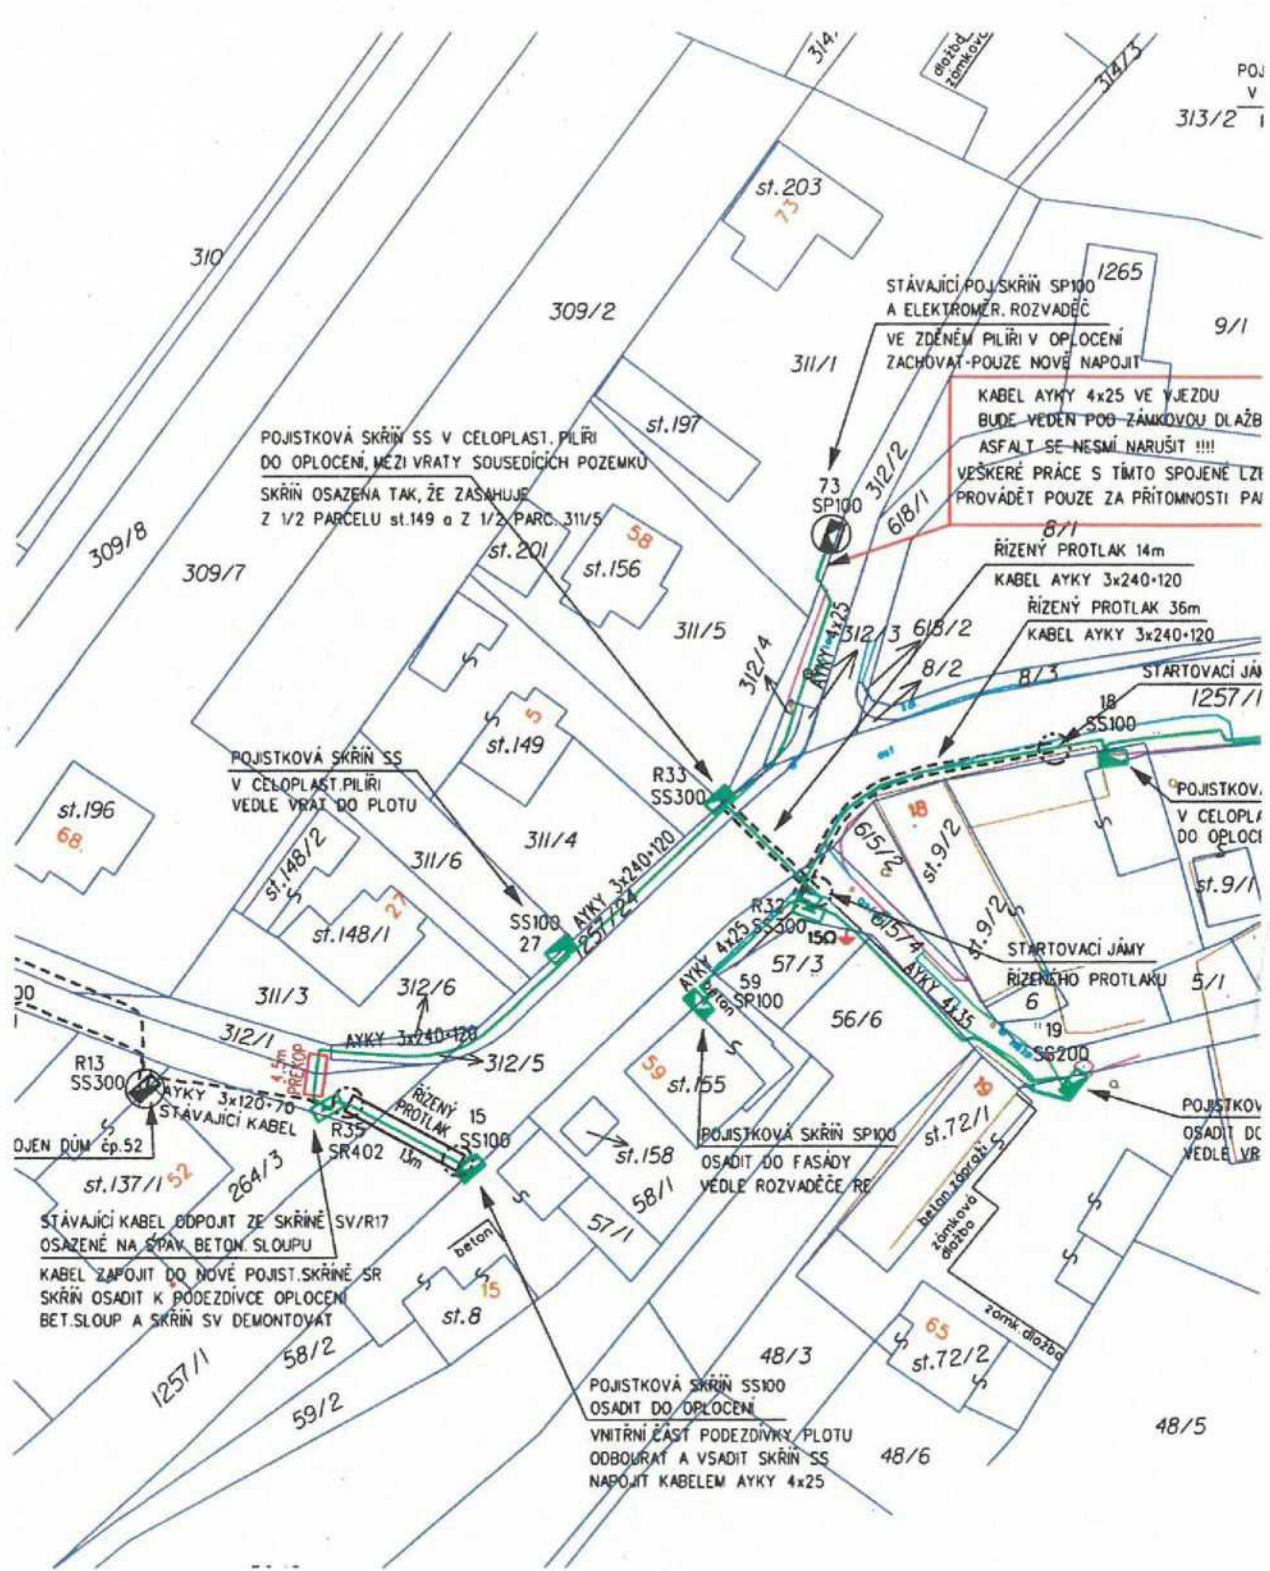 314/
dlažba
zámková
314/3
POJ
V
313/2
st.203
73
310
1265
309/2
STÁVAJÍCÍ POJ.SKŘÍŇ SP100
A ELEKTROMĚR. ROZVADĚČ
VE ZDĚNÉM PILÍŘI V OPLOCENÍ
ZACHOVAT-POUZE NOVĚ NAPOJIT
9/1
311/1
KABEL AYKY 4x25 VE VJEZDU
BUDE VEDEN POD ZÁMKOVOU DLAŽB
ASFALT SE NESMÍ NARUŠIT !!!!
VEŠKERÉ PRÁCE S TÍMTO SPOJENÉ LZE
PROVÁDĚT POUZE ZA PŘÍTOMNOSTI PA
st.197
POJISTKOVÁ SKŘÍŇ SS V CELOPLAST. PILÍŘI
DO OPLOCENÍ, MEZI VRATY SOUSEDÍCÍCH POZEMKŮ
SKŘÍŇ OSAZENA TAK, ŽE ZASAHUJE
Z 1/2 PARCELU st.149 a Z 1/2 PARC. 311/5
312/2
73
SP100
618/1
8/1
309/8
309/7
st.201
58
st.156
ŘÍZENÝ PROTLAK 14m
KABEL AYKY 3x240+120
ŘÍZENÝ PROTLAK 36m
KABEL AYKY 3x240+120
311/5
312/4
AYKY 4x25
312/3
618/2
8/2
8/3
STARTOVACÍ JÁM
1257/1
18
SS100
5
st.149
POJISTKOVÁ SKŘÍŇ SS
V CELOPLAST.PILÍŘI
VEDLE VRAT DO PLOTU
R33
SS300
POJISTKOV.
V CELOPLA
DO OPLOCE
st.196
68
18
615/2
st.9/2
st.9/1
311/4
311/6
st.148/2
AYKY 3x240+120
1257/24
27
st.148/1
SS100
27
R32
SS300
15Ω
615/4
st.9/2
STARTOVACÍ JÁMY
ŘÍZENÉHO PROTLAKU
AYKY 4x25
57/3
AYKY 4x35
6
5/1
59
SP100
beton
311/3
312/6
56/6
19
SS200
312/1
AYKY 3x240+120
312/5
4,5m
PŘEKOP
R13
SS300
AYKY 3x120+70
STÁVAJÍCÍ KABEL
59
st.155
19
st.72/1
ŘÍZENÝ
PROTLAK
13m
15
SS100
R35
SR402
POJISTKOV
OSADIT DO
VEDLE VR
OJEN DŮM čp.52
POJISTKOVÁ SKŘÍŇ SP100
OSADIT DO FASÁDY
VEDLE ROZVADĚČE RE
st.158
st.137/1
52
264/3
58/1
57/1
beton zápraží
zámková
dlažba
STÁVAJÍCÍ KABEL ODPOJIT ZE SKŘÍNĚ SV/R17
OSAZENÉ NA STÁV. BETON. SLOUPU
KABEL ZAPOJIT DO NOVÉ POJIST.SKŘÍNĚ SR
SKŘÍŇ OSADIT K PODEZDÍVCE OPLOCENÍ
BET.SLOUP A SKŘÍŇ SV DEMONTOVAT
beton
15
st.8
65
st.72/2
zámk.dlažba
58/2
1257/1
59/2
48/3
POJISTKOVÁ SKŘÍŇ SS100
OSADIT DO OPLOCENÍ
VNITŘNÍ ČÁST PODEZDÍVKY PLOTU
ODBOURAT A VSADIT SKŘÍŇ SS
NAPOJIT KABELEM AYKY 4x25
48/6
48/5